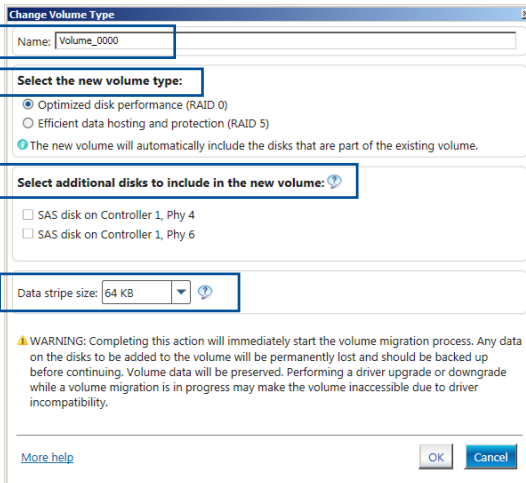 Change Volume Type
Name: Volume_0000
Select the new volume type:
Optimized disk performance (RAID 0)
Efficient data hosting and protection (RAID 5)
The new volume will automatically include the disks that are part of the existing volume.
Select additional disks to include in the new volume:
SAS disk on Controller 1, Phy 4
SAS disk on Controller 1, Phy 6
Data stripe size: 64 KB
WARNING: Completing this action will immediately start the volume migration process. Any data
on the disks to be added to the volume will be permanently lost and should be backed up
before continuing. Volume data will be preserved. Performing a driver upgrade or downgrade
while a volume migration is in progress may make the volume inaccessible due to driver
incompatibility.
More help
OK
Cancel